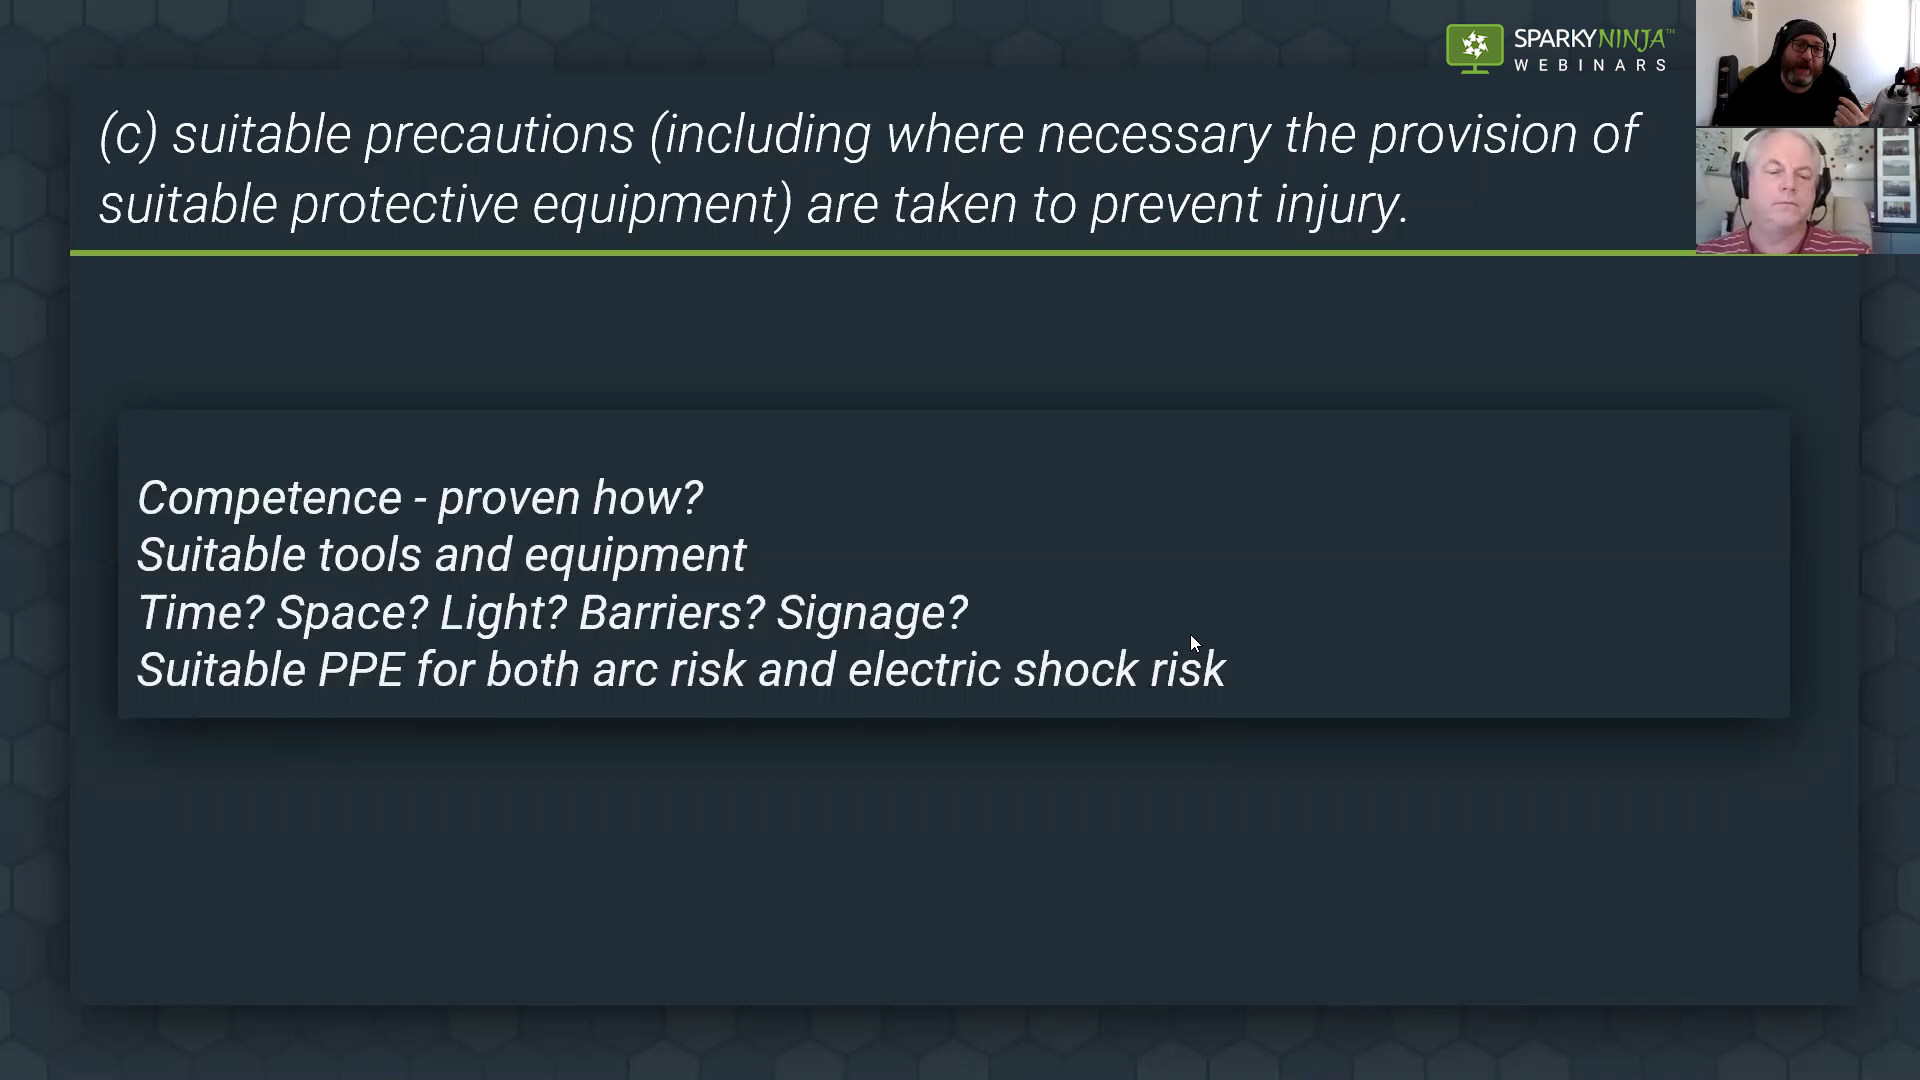 SPARKYNINJA™
WEBINARS
(c) suitable precautions (including where necessary the provision of
suitable protective equipment) are taken to prevent injury.
Competence - proven how?
Suitable tools and equipment
Time? Space? Light? Barriers? Signage?
Suitable PPE for both arc risk and electric shock risk